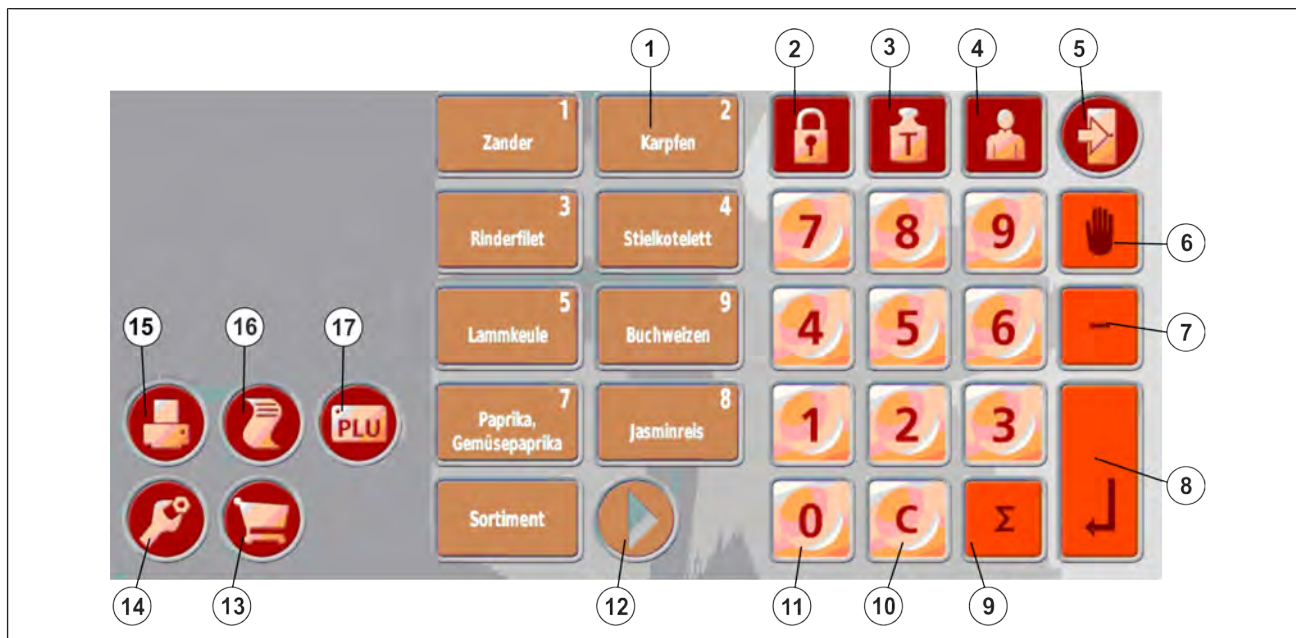 1
2
3
4
5
1
Zander
2
Karpfen
T
3
Rinderfilet
4
Stielkotelett
7
8
9
6
5
Lammkeule
9
Buchweizen
4
5
6
–
7
15
16
17
PLU
7
Paprika,
Gemüsepaprika
8
Jasminreis
1
2
3
8
Sortiment
0
C
Σ
14
13
12
11
10
9